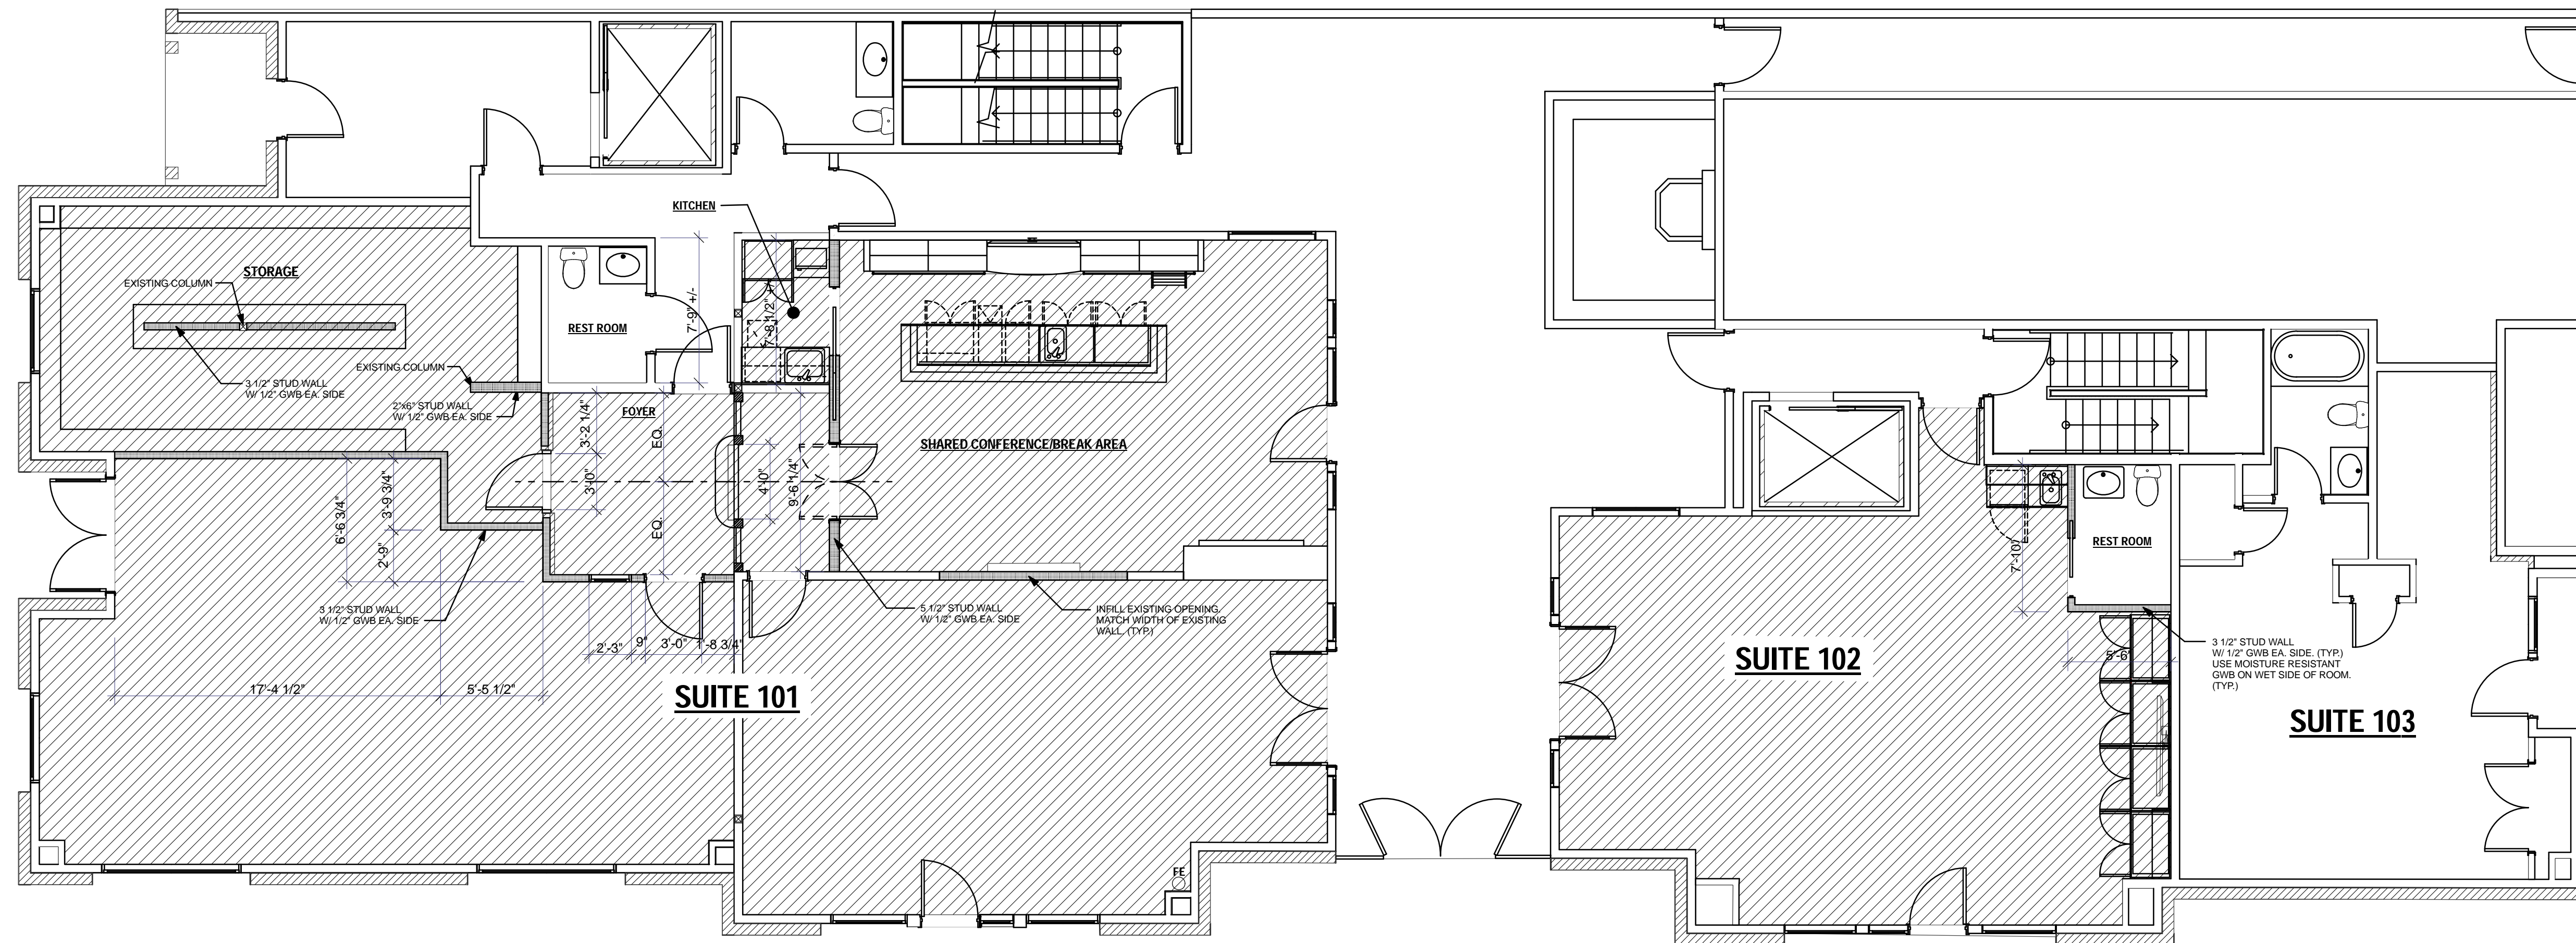 KITCHEN
STORAGE
EXISTING COLUMN
REST ROOM
7'-9" +/-
7'-8 1/2" +/-
EXISTING COLUMN
3 1/2" STUD WALL
W/ 1/2" GWB EA. SIDE
2"x6" STUD WALL
W/ 1/2" GWB EA. SIDE
FOYER
3'-2 1/4"
EQ.
SHARED CONFERENCE/BREAK AREA
3'-0"
4'-0"
9'-6 1/4"
6'-6 3/4"
3'-9 3/4"
2'-9"
EQ.
3 1/2" STUD WALL
W/ 1/2" GWB EA. SIDE
5 1/2" STUD WALL
W/ 1/2" GWB EA. SIDE
INFILL EXISTING OPENING.
MATCH WIDTH OF EXISTING
WALL. (TYP.)
2'-3"
9"
3'-0"
1'-8 3/4"
17'-4 1/2"
5'-5 1/2"
SUITE 101
FE
REST ROOM
7'-10"
SUITE 102
5'-6"
3 1/2" STUD WALL
W/ 1/2" GWB EA. SIDE. (TYP.)
USE MOISTURE RESISTANT
GWB ON WET SIDE OF ROOM.
(TYP.)
SUITE 103